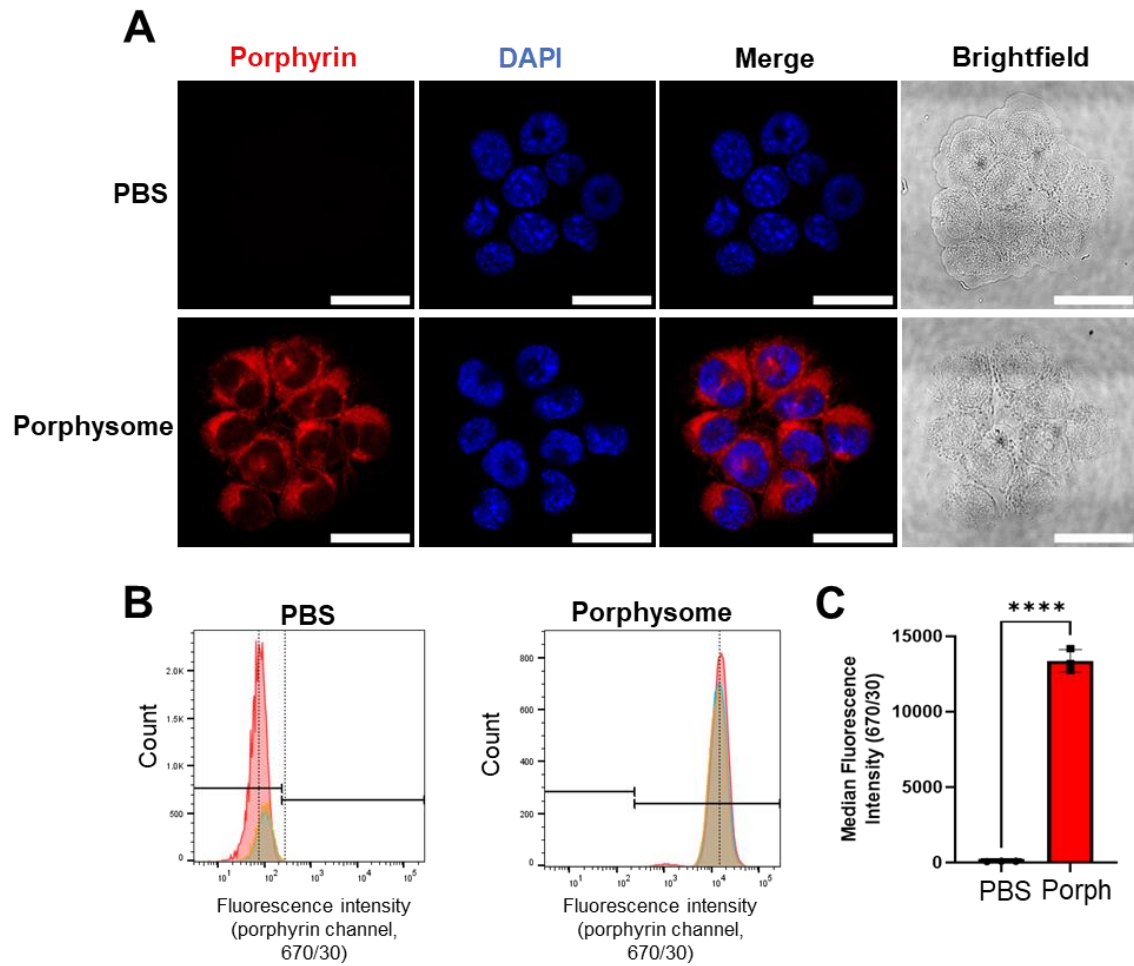 A
Porphyrin
DAPI
Merge
Brightfield
PBS
Porphysome
B
PBS
2.0K
1.5K
1.0K
500
0
Count
10¹
10²
10³
10⁴
10⁵
Fluorescence intensity
(porphyrin channel,
670/30)
Porphysome
800
600
400
200
0
Count
10¹
10²
10³
10⁴
10⁵
Fluorescence intensity
(porphyrin channel,
670/30)
C
****
15000
10000
5000
0
Median Fluorescence
Intensity (670/30)
PBS
Porph